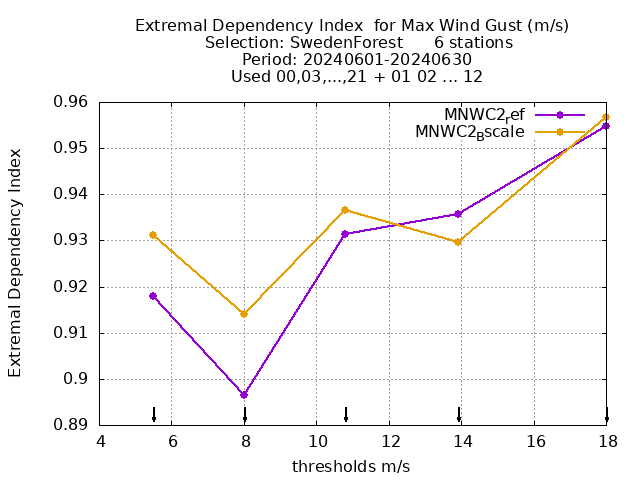 Extremal Dependency Index  for Max Wind Gust (m/s)
Selection: SwedenForest      6 stations
Period: 20240601-20240630
Used 00,03,...,21 + 01 02 ... 12
MNWC2ref
MNWC2Bscale
0.96
0.95
0.94
0.93
0.92
0.91
0.9
0.89
4 6 8 10 12 14 16 18
thresholds m/s
Extremal Dependency Index